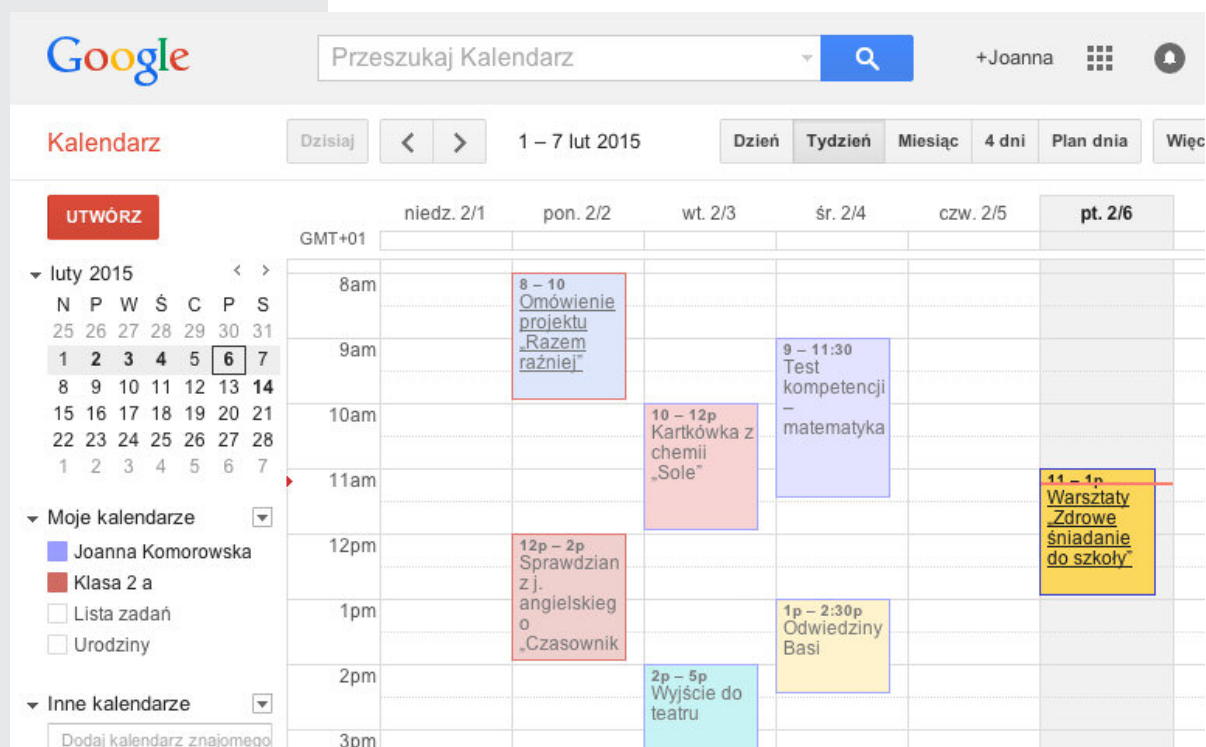 Google
Przeszukaj Kalendarz
+Joanna
Kalendarz
Dzisiaj
1 – 7 lut 2015
Dzień
Tydzień
Miesiąc
4 dni
Plan dnia
Więc
UTWÓRZ
luty 2015
N P W Ś C P S
25 26 27 28 29 30 31
1 2 3 4 5 6 7
8 9 10 11 12 13 14
15 16 17 18 19 20 21
22 23 24 25 26 27 28
1 2 3 4 5 6 7
Moje kalendarze
Joanna Komorowska
Klasa 2 a
Lista zadań
Urodziny
Inne kalendarze
Dodaj kalendarz znajomego
niedz. 2/1
pon. 2/2
wt. 2/3
śr. 2/4
czw. 2/5
pt. 2/6
GMT+01
8am
9am
10am
11am
12pm
1pm
2pm
3pm
8 – 10
Omówienie
projektu
„Razem
raźniej”
12p – 2p
Sprawdzian
z j.
angielskieg
o
„Czasownik
10 – 12p
Kartkówka z
chemii
„Sole”
2p – 5p
Wyjście do
teatru
9 – 11:30
Test
kompetencji
–
matematyka
1p – 2:30p
Odwiedziny
Basi
11 – 1p
Warsztaty
„Zdrowe
śniadanie
do szkoły”